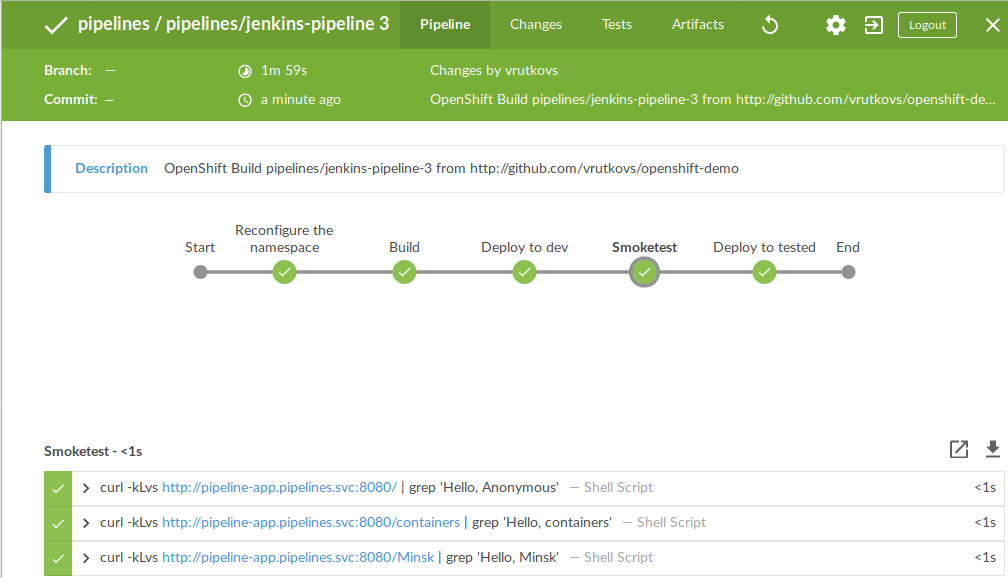 pipelines / pipelines/jenkins-pipeline 3 Pipeline Changes Tests Artifacts Logout
Branch: — 1m 59s Changes by vrutkovs
Commit: — a minute ago OpenShift Build pipelines/jenkins-pipeline-3 from http://github.com/vrutkovs/openshift-de...
Description OpenShift Build pipelines/jenkins-pipeline-3 from http://github.com/vrutkovs/openshift-demo
Reconfigure the
Start namespace Build Deploy to dev Smoketest Deploy to tested End
Smoketest - <1s
curl -kLvs http://pipeline-app.pipelines.svc:8080/ | grep 'Hello, Anonymous' — Shell Script <1s
curl -kLvs http://pipeline-app.pipelines.svc:8080/containers | grep 'Hello, containers' — Shell Script <1s
curl -kLvs http://pipeline-app.pipelines.svc:8080/Minsk | grep 'Hello, Minsk' — Shell Script <1s